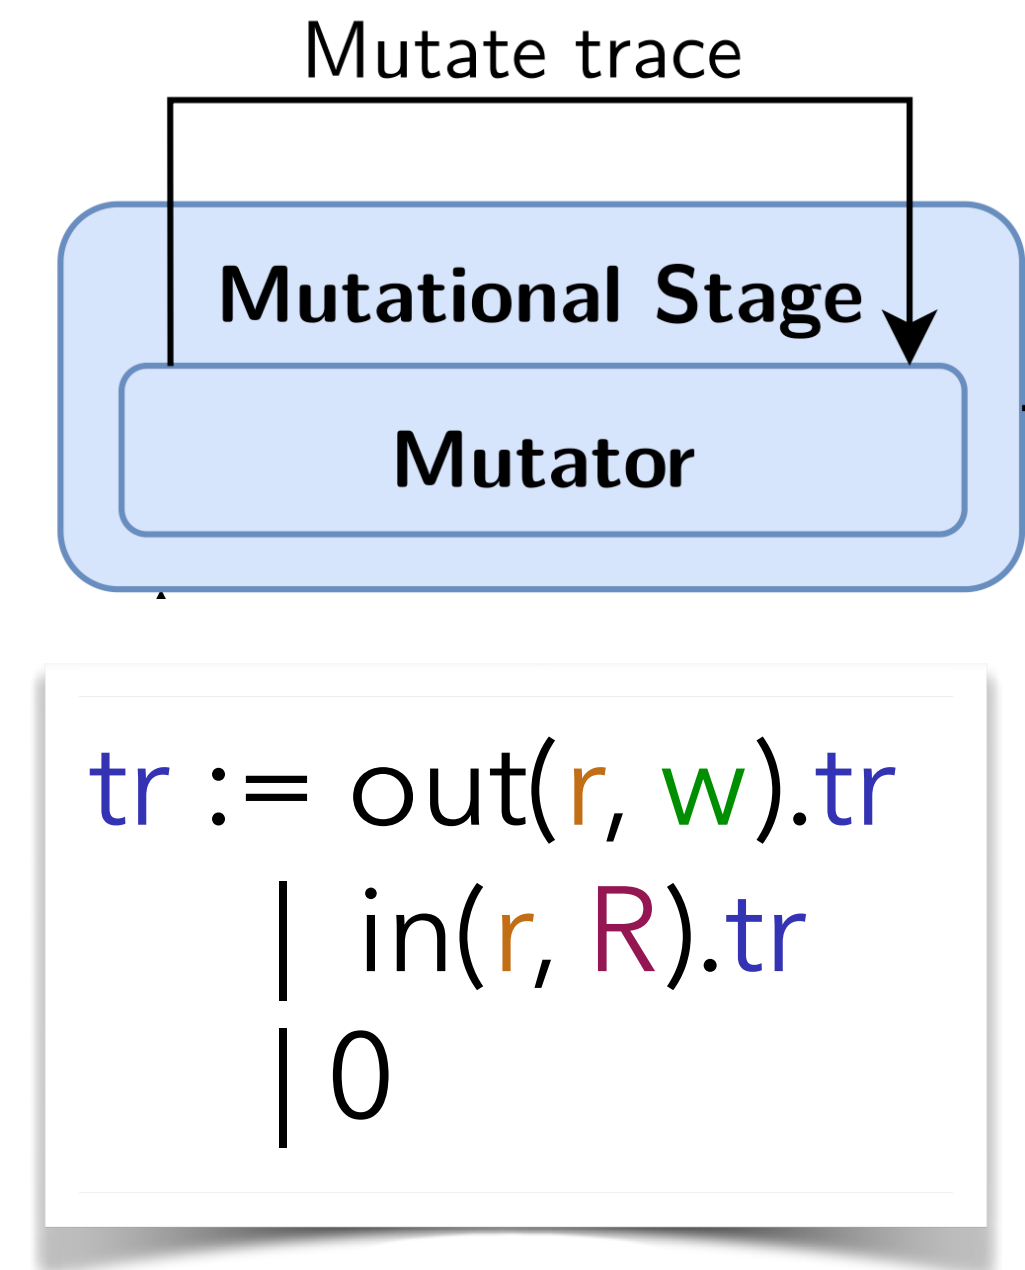 Mutate trace
Mutational Stage
Mutator
tr := out(r, w).tr
| in(r, R).tr
| 0